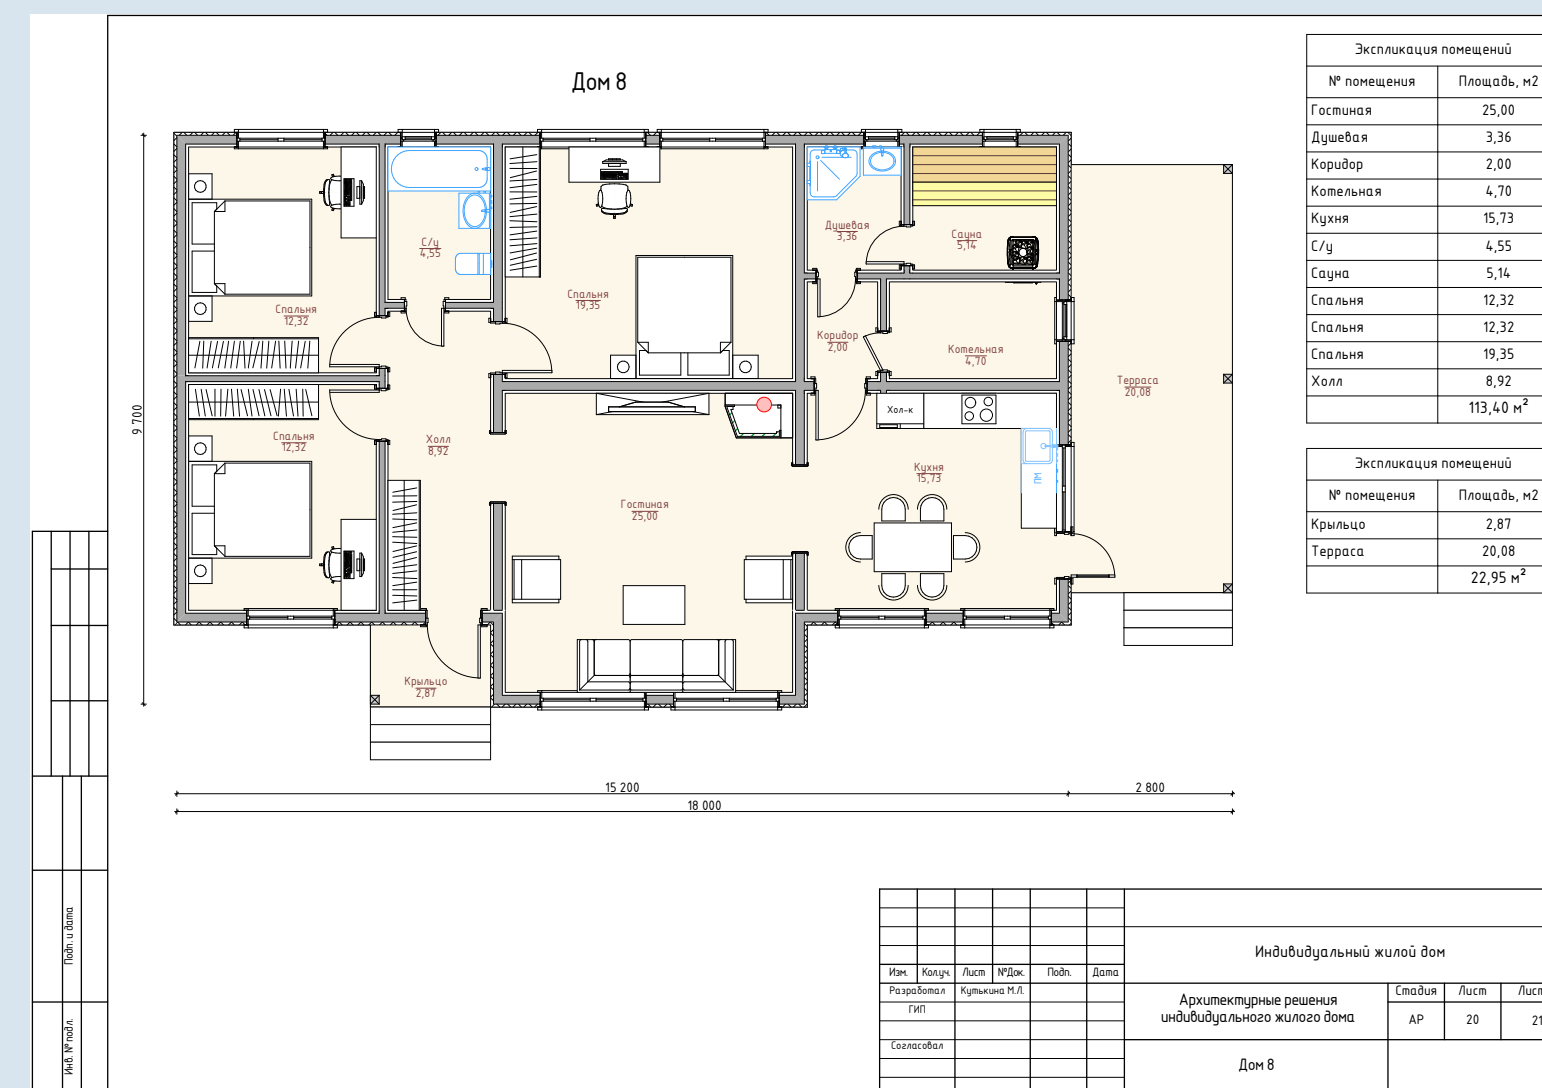 Дом 8
Экспликация помещений
№ помещения Площадь, м2
Гостиная 25,00
Душевая 3,36
Коридор 2,00
Котельная 4,70
Кухня 15,73
С/у 4,55
Сауна 5,14
Спальня 12,32
Спальня 12,32
Спальня 19,35
Холл 8,92
113,40 м²
Экспликация помещений
№ помещения Площадь, м2
Крыльцо 2,87
Терраса 20,08
22,95 м²
С/у
4,55
Душевая
3,36
Сауна
5,14
Спальня
12,32
Спальня
19,35
Коридор
2,00
Котельная
4,70
Терраса
20,08
Спальня
12,32
Холл
8,92
Хол-к
Кухня
15,73
ПМ
Гостиная
25,00
Крыльцо
2,87
9 700
15 200
2 800
18 000
Подп. и дата
Инв. № подл.
Индивидуальный жилой дом
Изм. Кол.уч. Лист №Док. Подп. Дата
Разработал Кутькина М.Л.
ГИП
Согласовал
Архитектурные решения
индивидуального жилого дома
Стадия Лист
АР 20 21
Дом 8